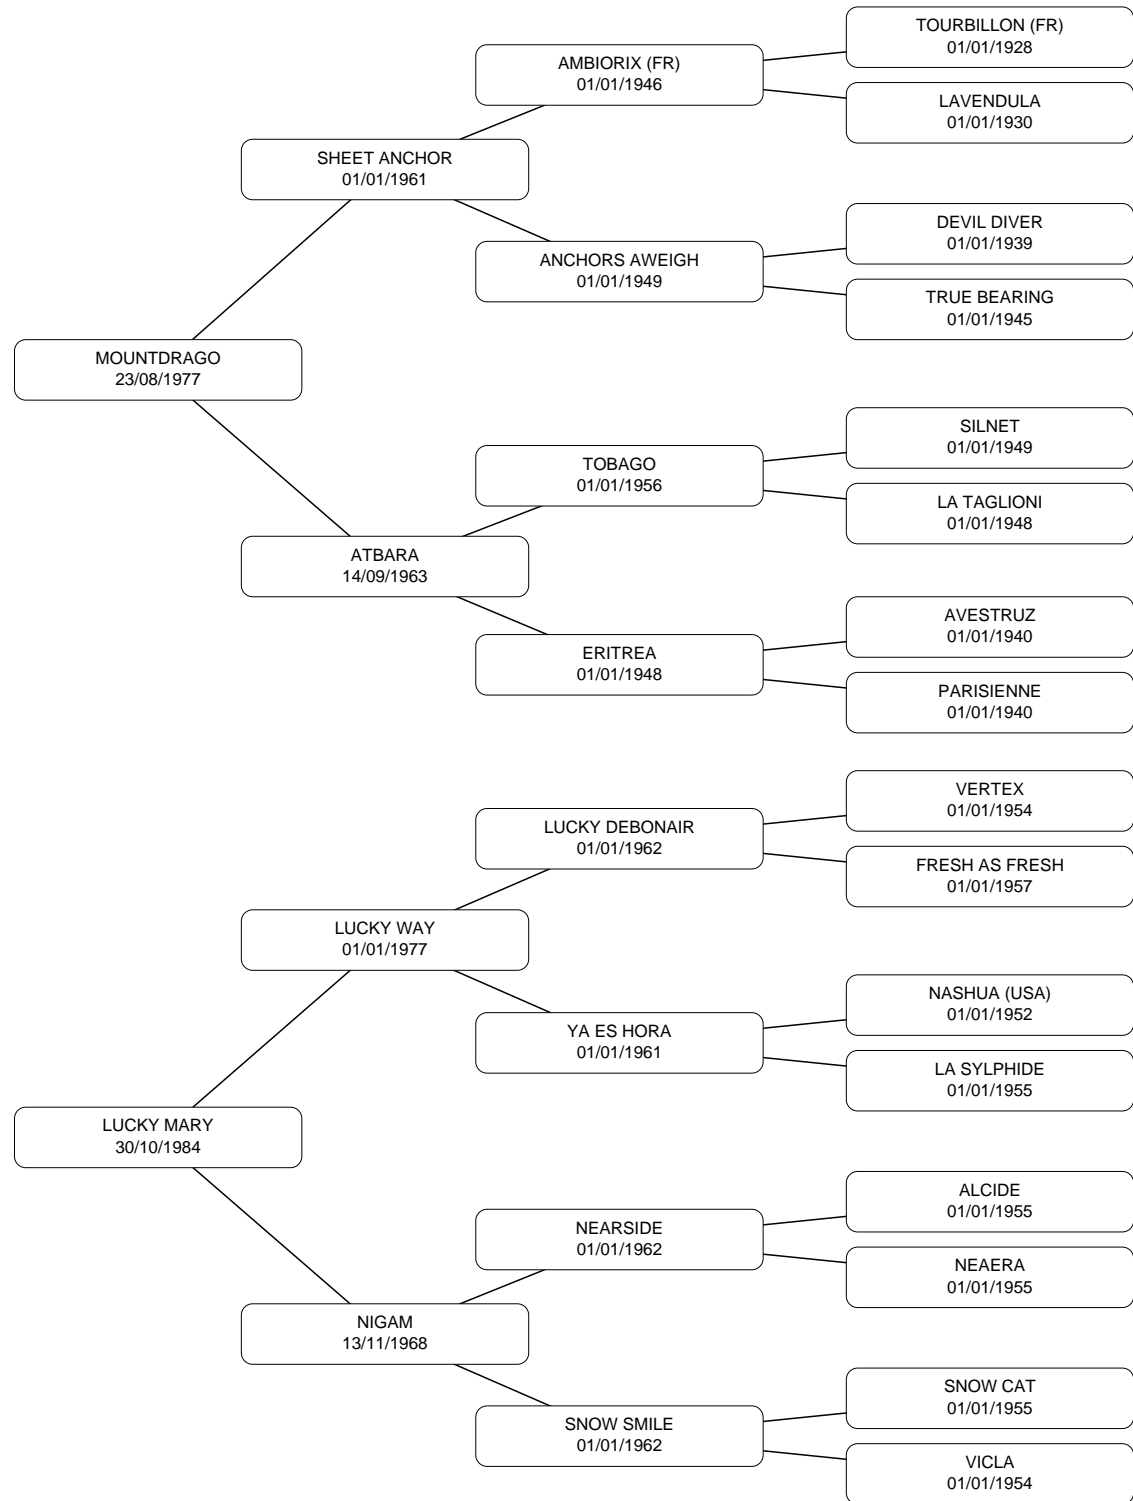 TOURBILLON (FR)
01/01/1928
AMBIORIX (FR)
01/01/1946
LAVENDULA
01/01/1930
SHEET ANCHOR
01/01/1961
DEVIL DIVER
01/01/1939
ANCHORS AWEIGH
01/01/1949
TRUE BEARING
01/01/1945
MOUNTDRAGO
23/08/1977
SILNET
01/01/1949
TOBAGO
01/01/1956
LA TAGLIONI
01/01/1948
ATBARA
14/09/1963
AVESTRUZ
01/01/1940
ERITREA
01/01/1948
PARISIENNE
01/01/1940
VERTEX
01/01/1954
LUCKY DEBONAIR
01/01/1962
FRESH AS FRESH
01/01/1957
LUCKY WAY
01/01/1977
NASHUA (USA)
01/01/1952
YA ES HORA
01/01/1961
LA SYLPHIDE
01/01/1955
LUCKY MARY
30/10/1984
ALCIDE
01/01/1955
NEARSIDE
01/01/1962
NEAERA
01/01/1955
NIGAM
13/11/1968
SNOW CAT
01/01/1955
SNOW SMILE
01/01/1962
VICLA
01/01/1954